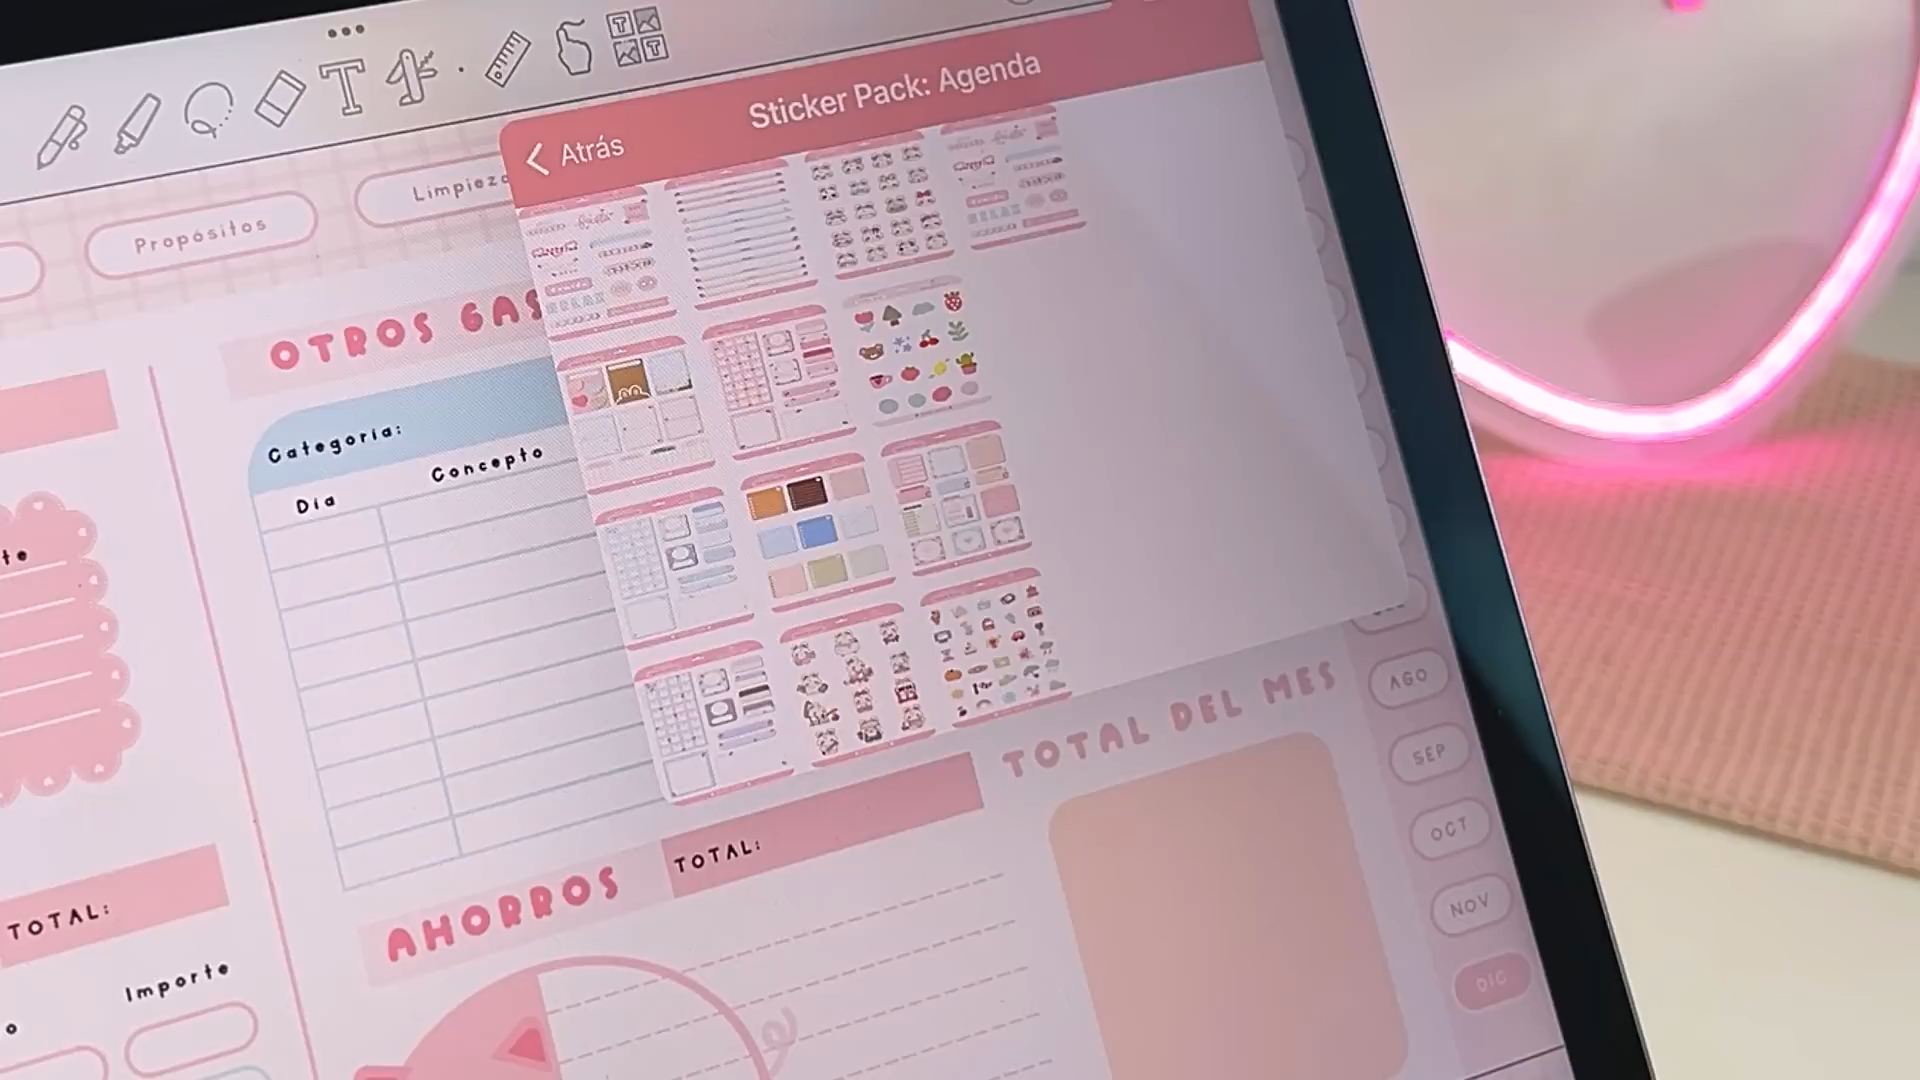 Sticker Pack: Agenda
Atrás
Limpieza
Propósitos
OTROS GAS
Categoria:
Día
Concepto
TOTAL DEL MES
TOTAL:
AHORROS
TOTAL:
Importe
AGO
SEP
OCT
NOV
DIC